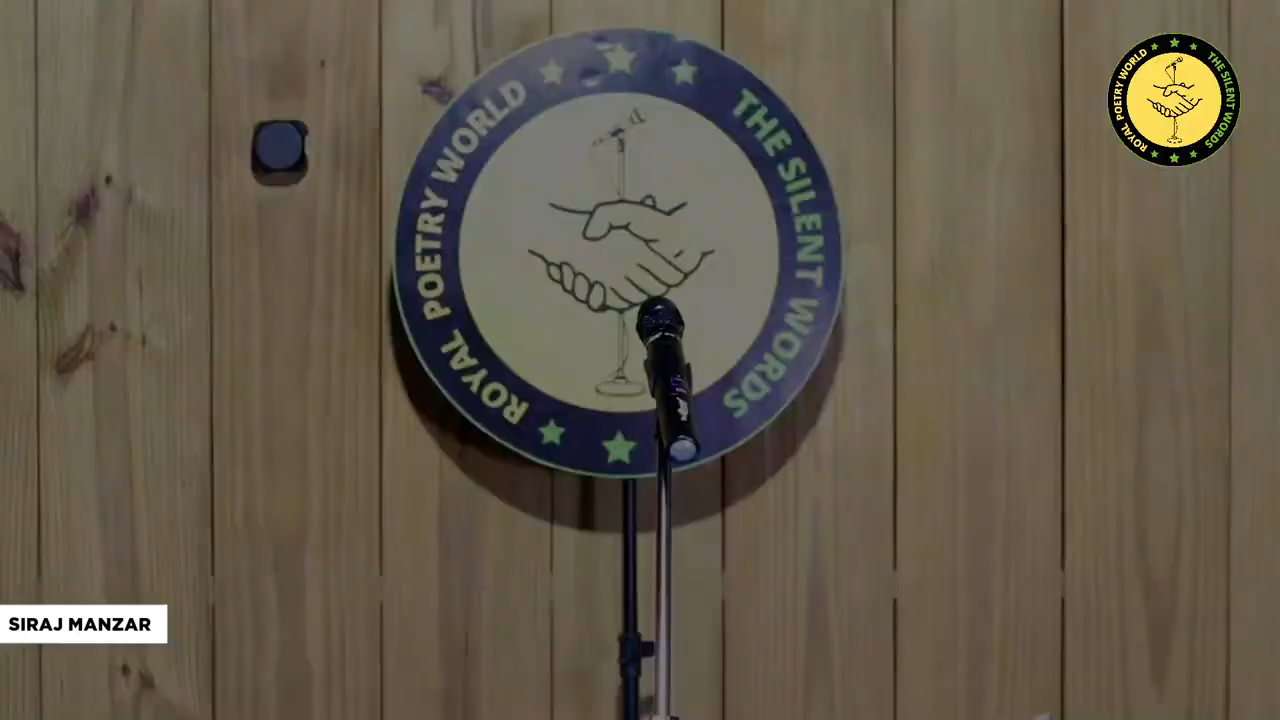 ROYAL POETRY WORLD
THE SILENT WORDS
ROYAL POETRY WORLD
THE SILENT WORDS
SIRAJ MANZAR